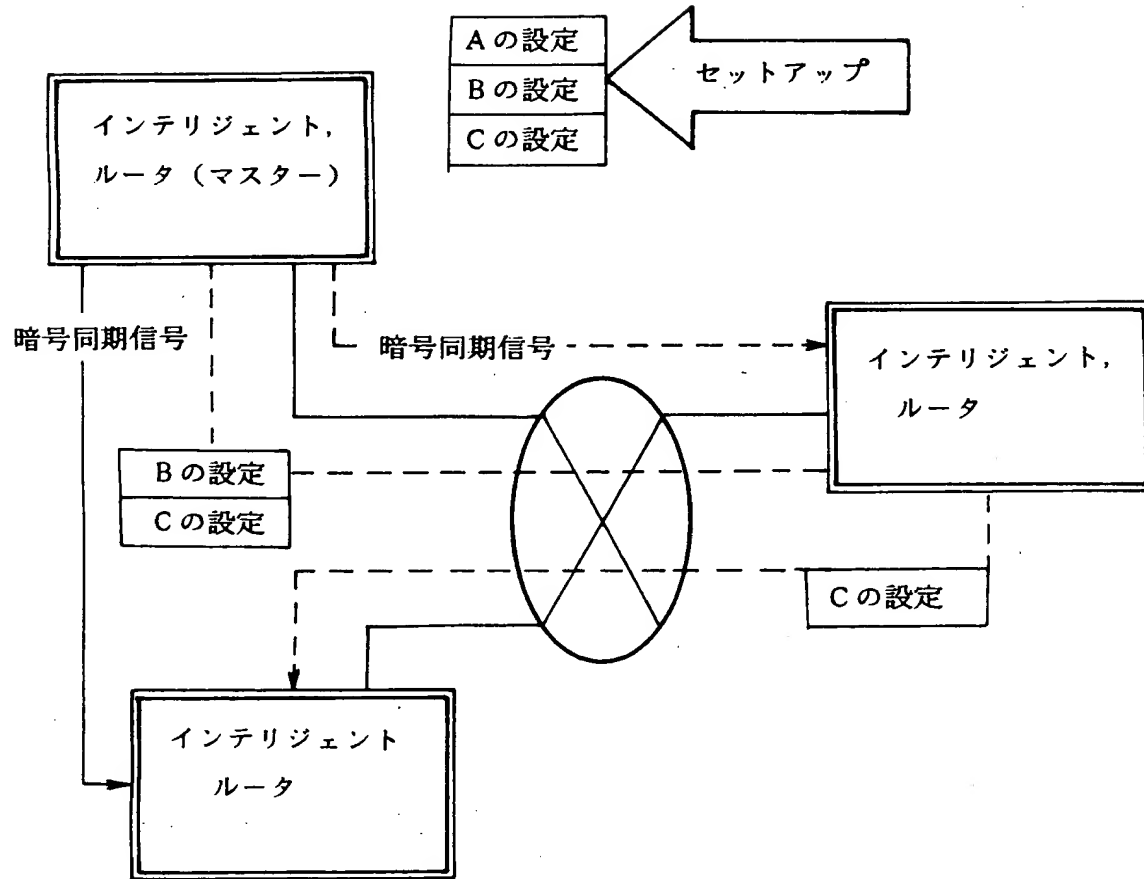 Aの設定
Bの設定
Cの設定
セットアップ
インテリジェント,
ルータ（マスター）
暗号同期信号
暗号同期信号
インテリジェント,
ルータ
Bの設定
Cの設定
Cの設定
インテリジェント
ルータ